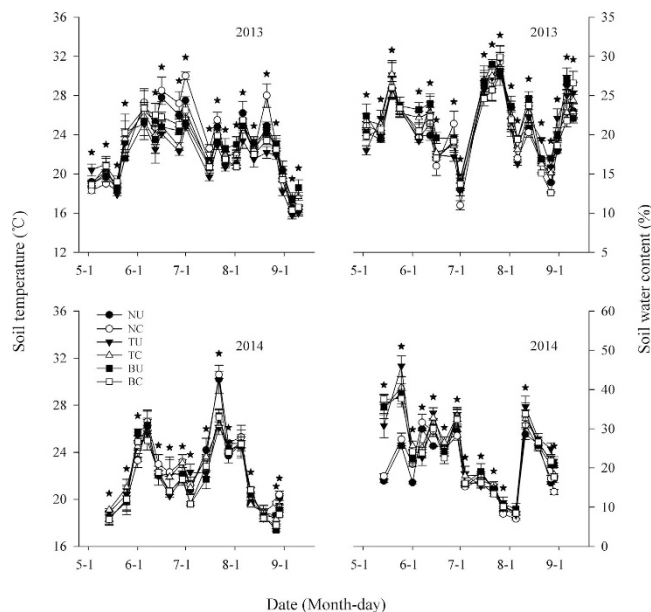 2013
2013
36
32
28
24
20
16
12
35
30
25
20
15
10
5
5-1 6-1 7-1 8-1 9-1
5-1 6-1 7-1 8-1 9-1
Soil temperature (℃)
Soil water content (%)
2014
2014
36
32
28
24
20
16
60
50
40
30
20
10
0
NU
NC
TU
TC
BU
BC
5-1 6-1 7-1 8-1 9-1
5-1 6-1 7-1 8-1 9-1
Date (Month-day)